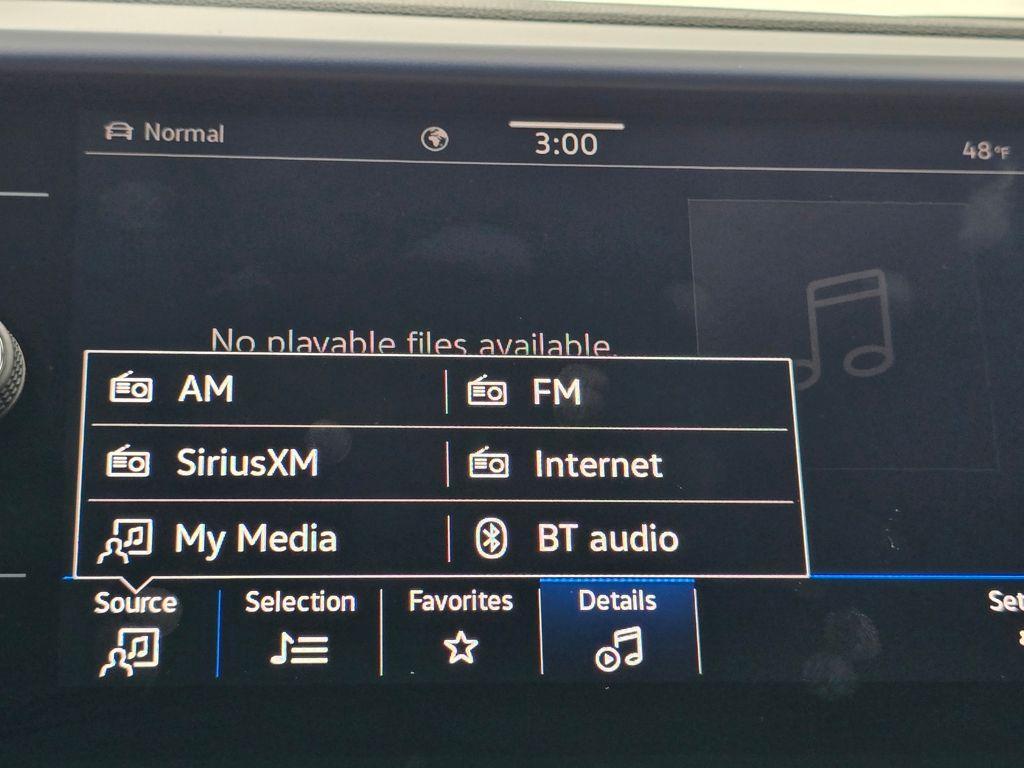 Normal
3:00
48°F
No playable files available.
AM
FM
SiriusXM
Internet
My Media
BT audio
Source
Selection
Favorites
Details
Set